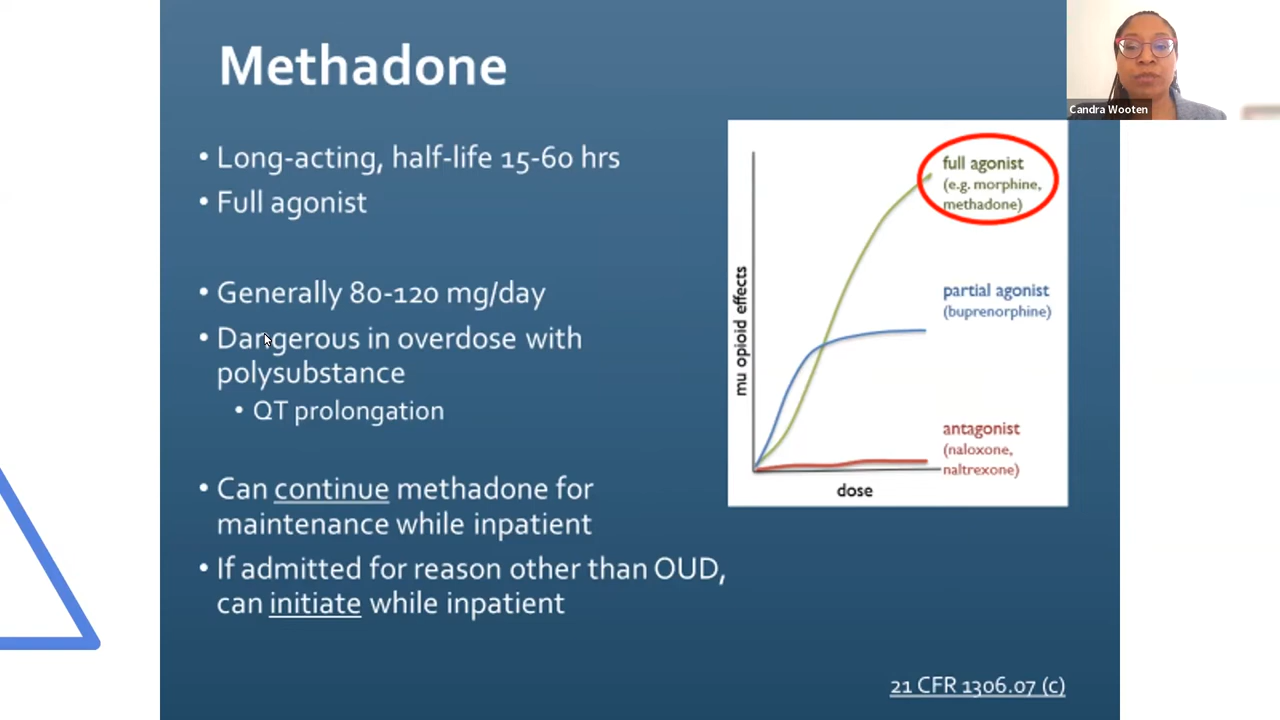 Methadone
Candra Wooten
• Long-acting, half-life 15-60 hrs
• Full agonist
• Generally 80-120 mg/day
• Dangerous in overdose with
polysubstance
• QT prolongation
• Can continue methadone for
maintenance while inpatient
• If admitted for reason other than OUD,
can initiate while inpatient
mu opioid effects
full agonist
(e.g. morphine,
methadone)
partial agonist
(buprenorphine)
antagonist
(naloxone,
naltrexone)
dose
21 CFR 1306.07 (c)